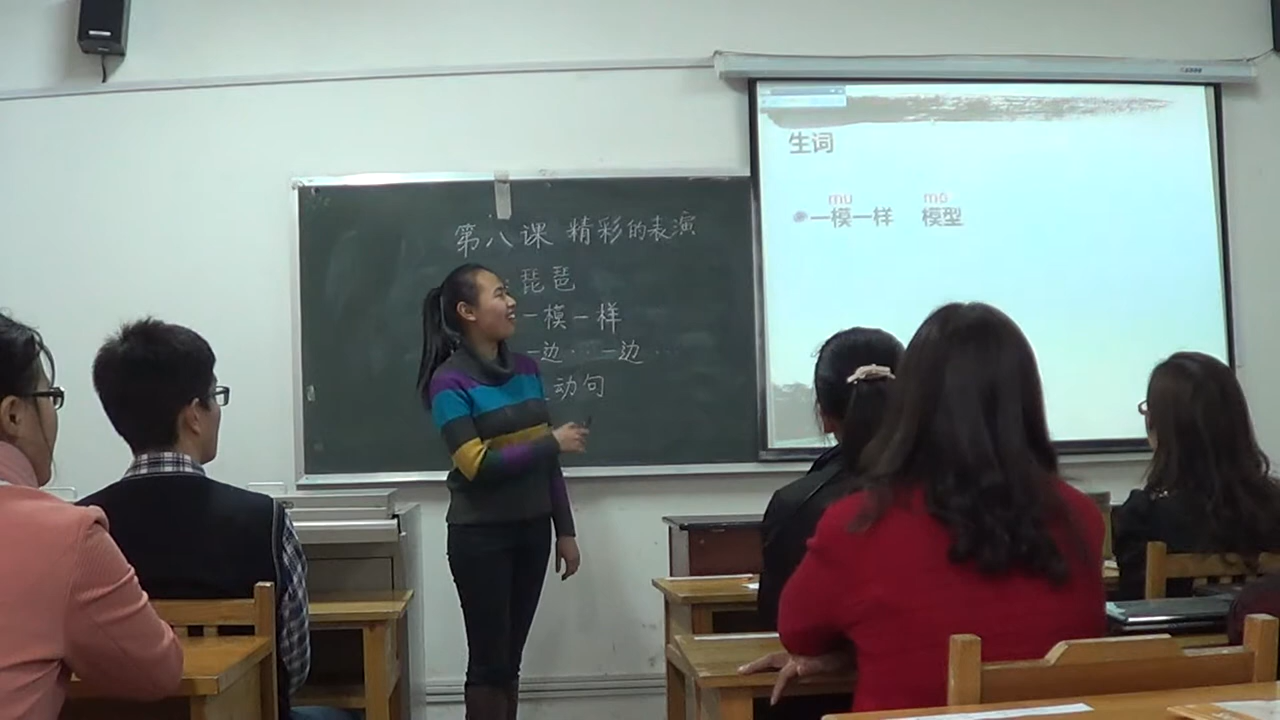 第八课 精彩的表演
琵琶
一模一样
一边…一边…
动句
生词
mú mó
一模一样 模型